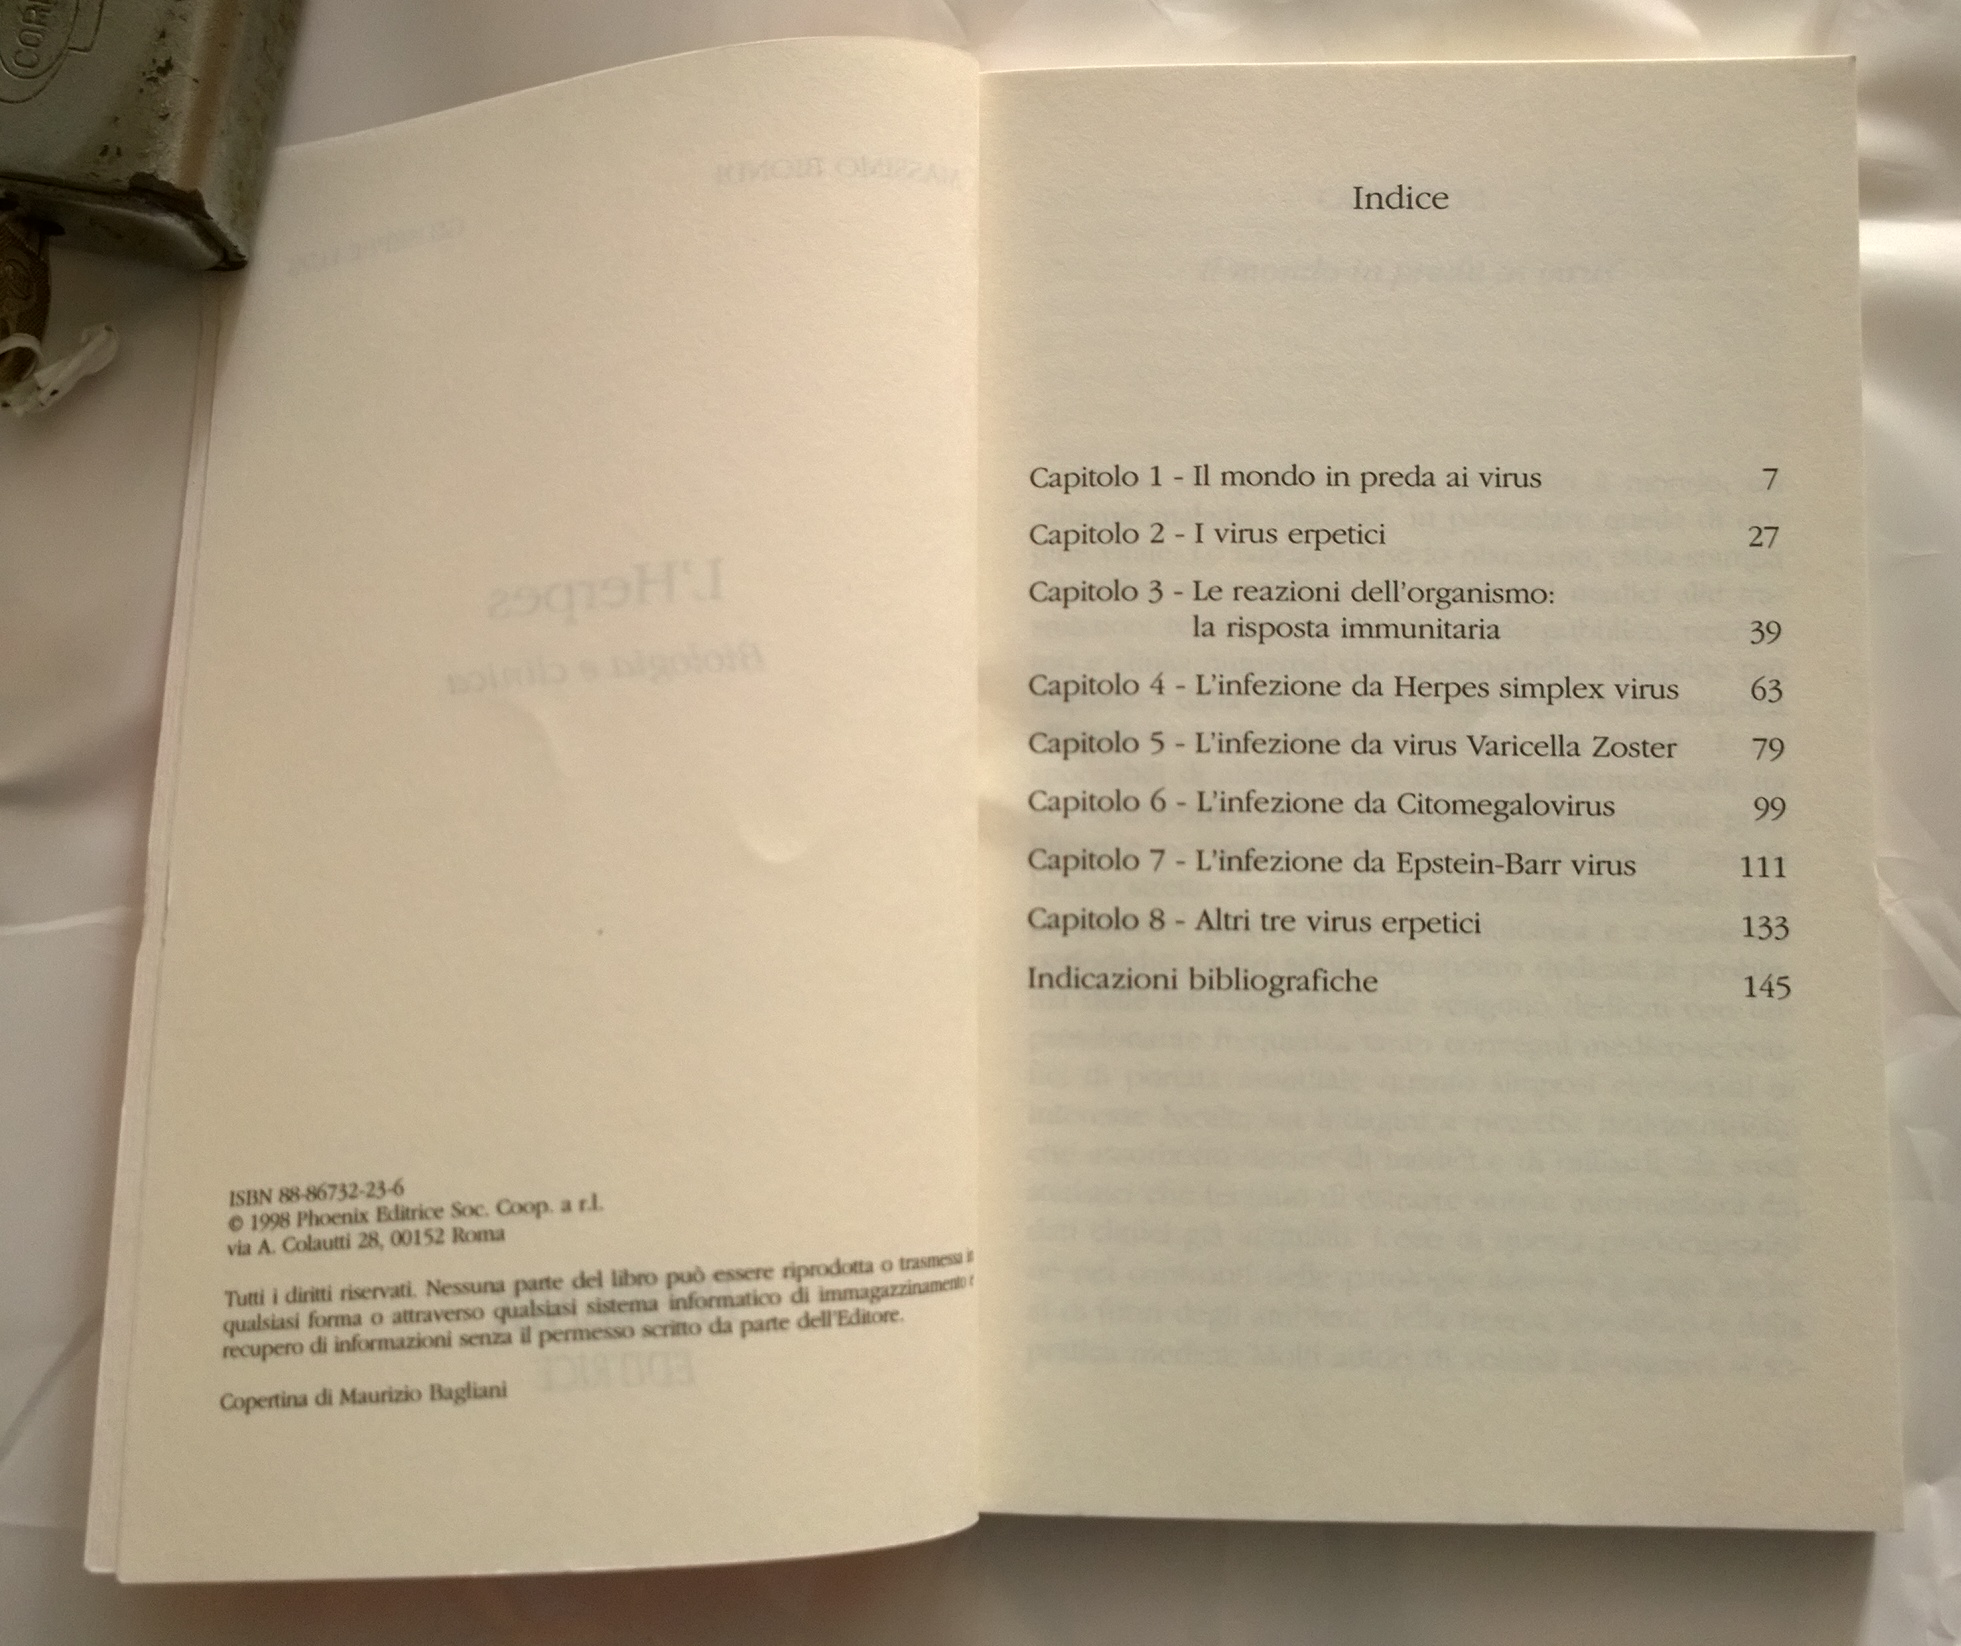 COR
ISBN 88-86732-23-6
© 1998 Phoenix Editrice Soc. Coop. a r.l.
via A. Colautti 28, 00152 Roma
Tutti i diritti riservati. Nessuna parte del libro può essere riprodotta o trasmessa
qualsiasi forma o attraverso qualsiasi sistema informatico di immagazzinamento
recupero di informazioni senza il permesso scritto da parte dell'Editore.
Copertina di Maurizio Bagliani
Indice
Capitolo 1 - Il mondo in preda ai virus 7
Capitolo 2 - I virus erpetici 27
Capitolo 3 - Le reazioni dell'organismo:
la risposta immunitaria 39
Capitolo 4 - L'infezione da Herpes simplex virus 63
Capitolo 5 - L'infezione da virus Varicella Zoster 79
Capitolo 6 - L'infezione da Citomegalovirus 99
Capitolo 7 - L'infezione da Epstein-Barr virus 111
Capitolo 8 - Altri tre virus erpetici 133
Indicazioni bibliografiche 145